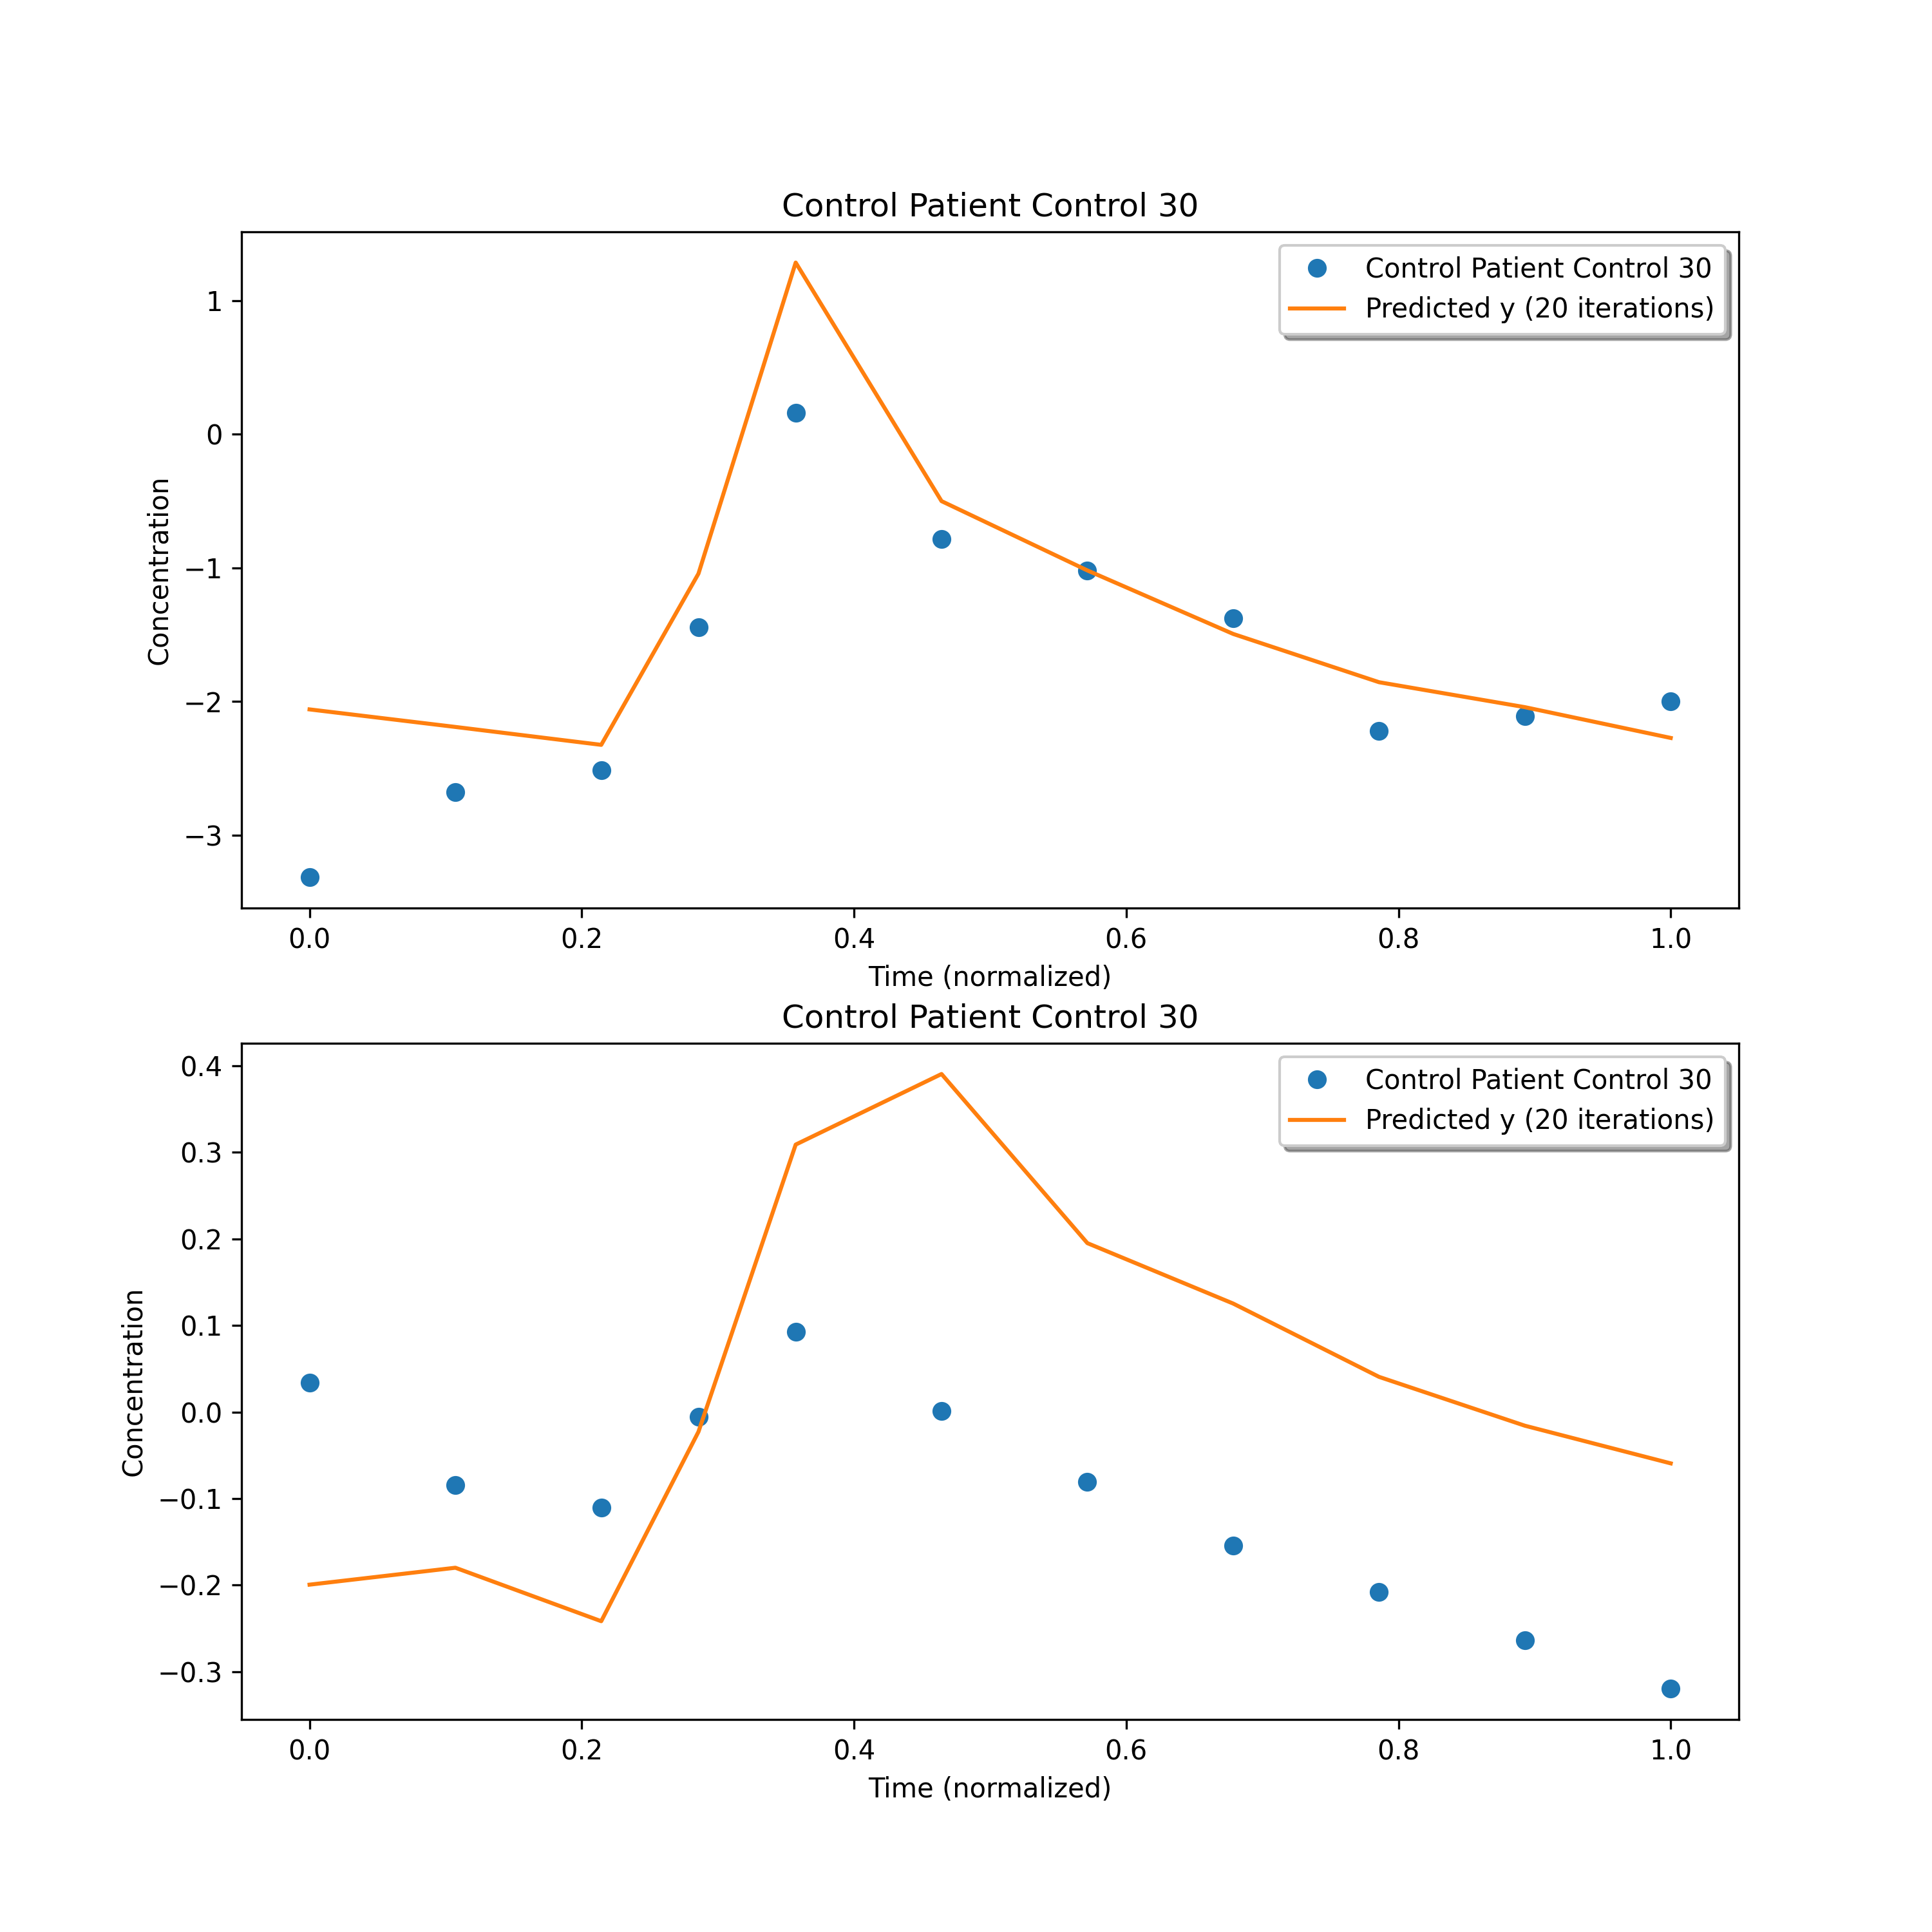 Control Patient Control 30
Control Patient Control 30
Predicted y (20 iterations)
1
0
−1
−2
−3
Concentration
0.0 0.2 0.4 0.6 0.8 1.0
Time (normalized)
Control Patient Control 30
Control Patient Control 30
Predicted y (20 iterations)
0.4
0.3
0.2
0.1
0.0
−0.1
−0.2
−0.3
Concentration
0.0 0.2 0.4 0.6 0.8 1.0
Time (normalized)